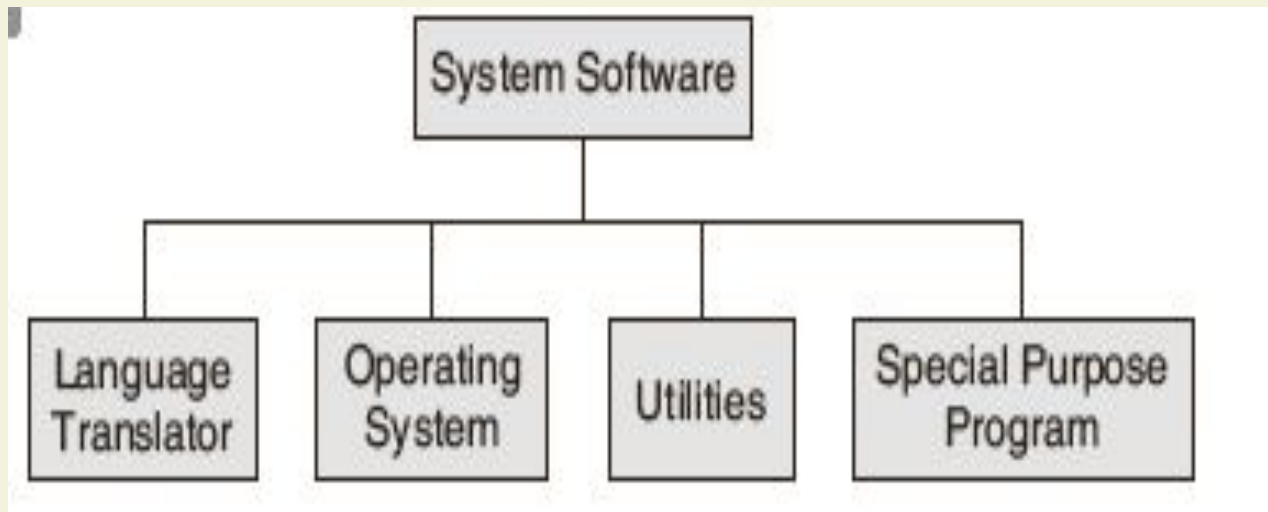 System Software
Language
Translator
Operating
System
Utilities
Special Purpose
Program